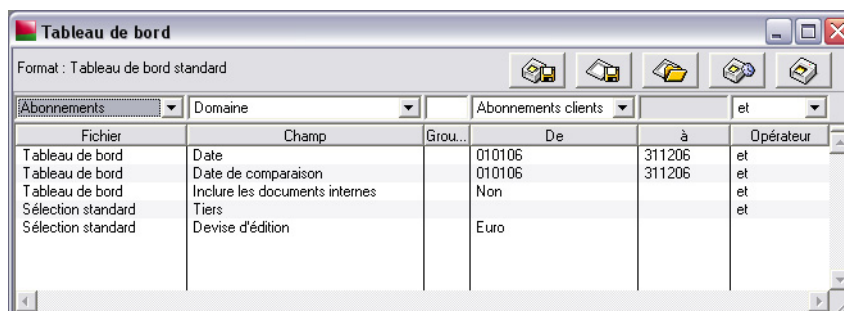 Tableau de bord
Format : Tableau de bord standard
Abonnements Domaine Abonnements clients et
Fichier Champ Grou... De à Opérateur
Tableau de bord Date 010106 311206 et
Tableau de bord Date de comparaison 010106 311206 et
Tableau de bord Inclure les documents internes Non et
Sélection standard Tiers et
Sélection standard Devise d'édition Euro